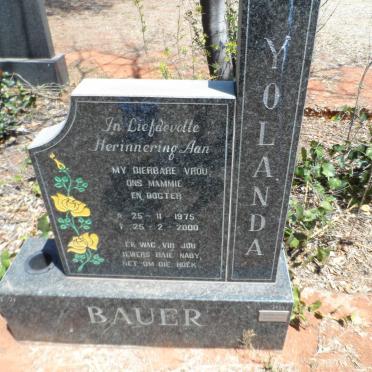 In Liefdevolle
Herinnering Aan
MY DIERBARE VROU
ONS MAMMIE
EN DOGTER
* 25 - 11 - 1975
† 25 - 2 - 2000
EK WAG VIR JOU
IEWERS BAIE NABY
NET OM DIE HOEK
YOLANDA
BAUER